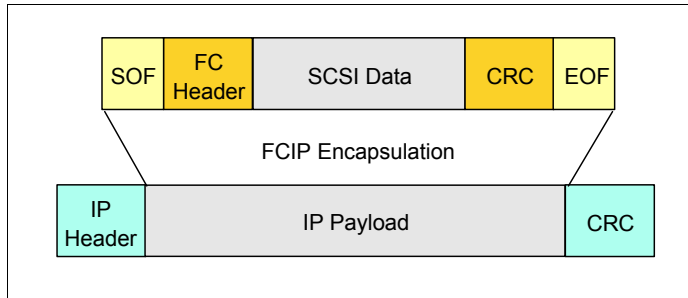 SOF
FC
Header
SCSI Data
CRC
EOF
FCIP Encapsulation
IP
Header
IP Payload
CRC